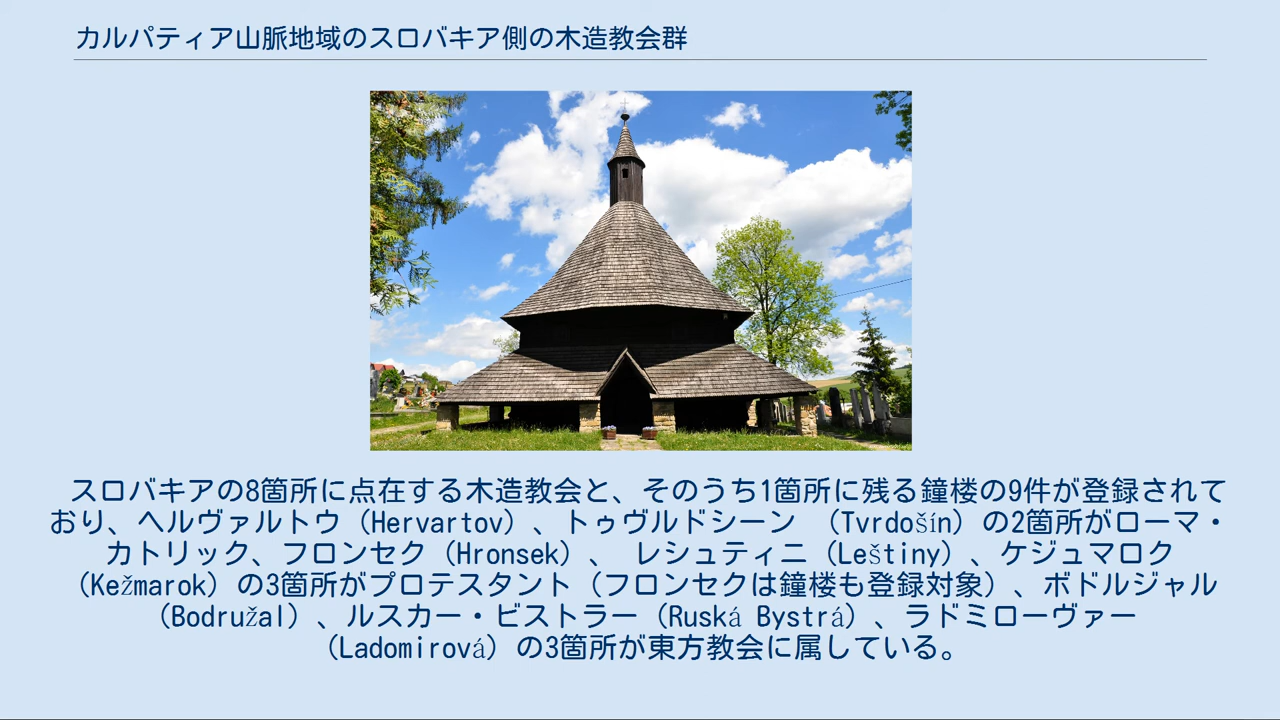 カルパティア山脈地域のスロバキア側の木造教会群
スロバキアの8箇所に点在する木造教会と、そのうち1箇所に残る鐘楼の9件が登録されて
おり、ヘルヴァルトウ（Hervartov）、トゥヴルドシーン （Tvrdošín）の2箇所がローマ・
カトリック、フロンセク（Hronsek）、 レシュティニ（Leštiny）、ケジュマロク
（Kežmarok）の3箇所がプロテスタント（フロンセクは鐘楼も登録対象）、ボドルジャル
（Bodružal）、ルスカー・ビストラー（Ruská Bystrá）、ラドミローヴァー
（Ladomirová）の3箇所が東方教会に属している。